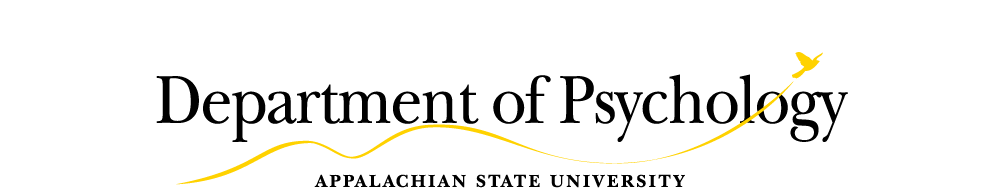 Department of Psychology
APPALACHIAN STATE UNIVERSITY